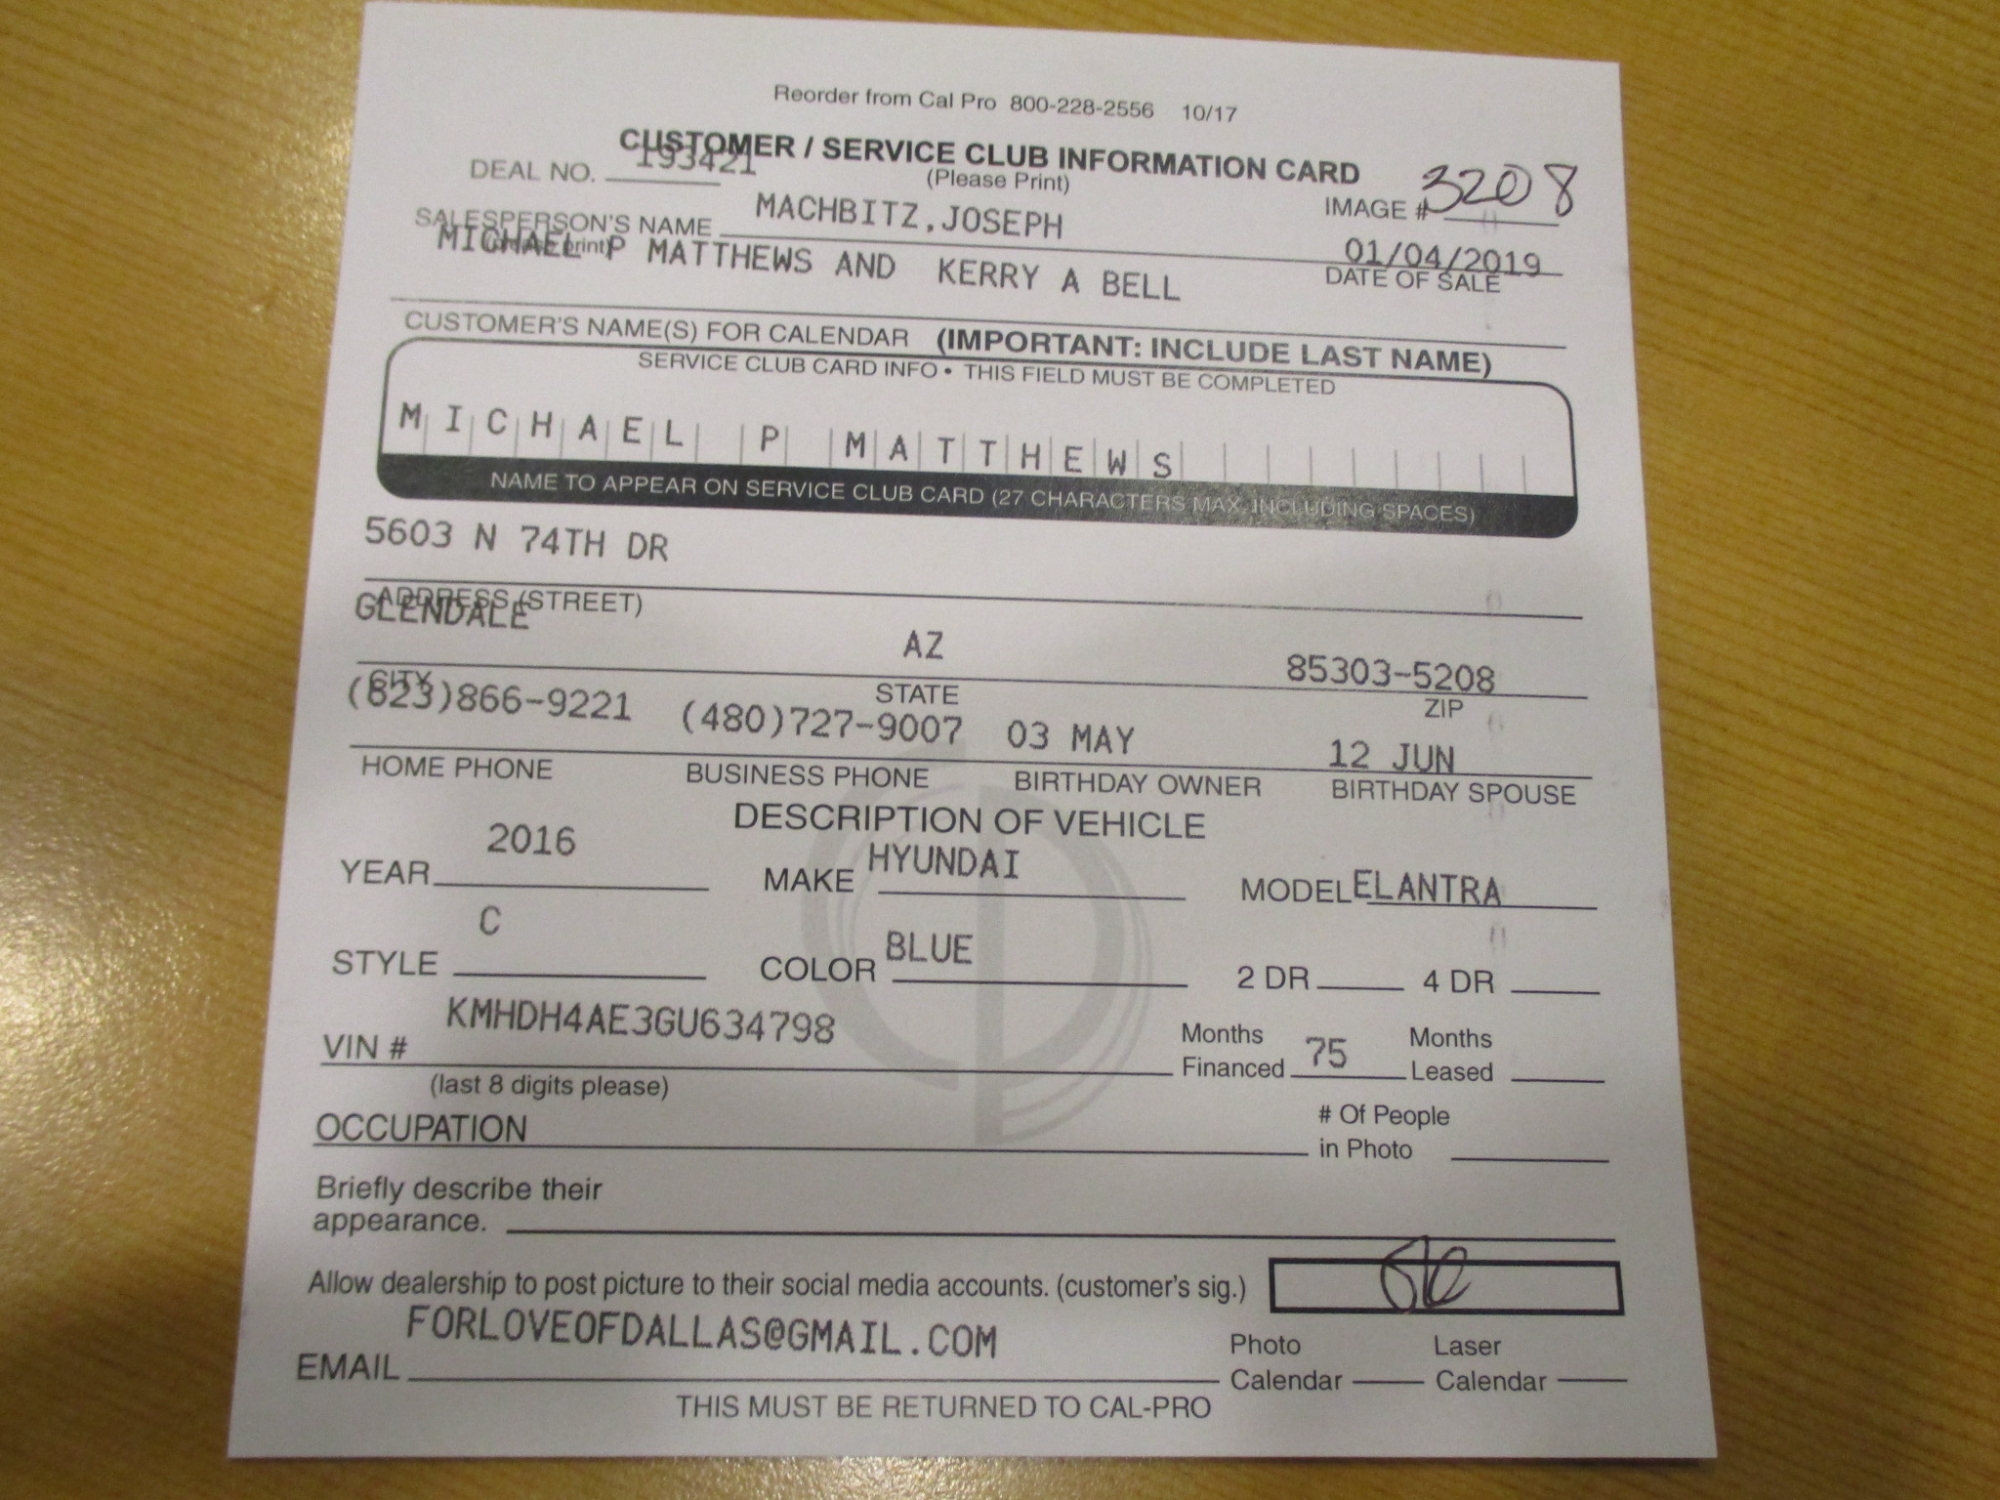 Reorder from Cal Pro 800-228-2556 10/17
CUSTOMER / SERVICE CLUB INFORMATION CARD
(Please Print)
DEAL NO. 193421
IMAGE # 3208
SALESPERSON'S NAME MACHBITZ,JOSEPH
(please print)
01/04/2019
DATE OF SALE
MICHAEL P MATTHEWS AND KERRY A BELL
CUSTOMER'S NAME(S) FOR CALENDAR (IMPORTANT: INCLUDE LAST NAME)
SERVICE CLUB CARD INFO • THIS FIELD MUST BE COMPLETED
MICHAEL P MATTHEWS
NAME TO APPEAR ON SERVICE CLUB CARD (27 CHARACTERS MAX. INCLUDING SPACES)
5603 N 74TH DR
ADDRESS (STREET)
GLENDALE AZ 85303-5208
CITY STATE ZIP
(623)866-9221 (480)727-9007 03 MAY 12 JUN
HOME PHONE BUSINESS PHONE BIRTHDAY OWNER BIRTHDAY SPOUSE
DESCRIPTION OF VEHICLE
YEAR 2016 MAKE HYUNDAI MODEL ELANTRA
STYLE C COLOR BLUE 2 DR 4 DR
VIN # KMHDH4AE3GU634798 Months Financed 75 Months Leased
(last 8 digits please)
OCCUPATION # Of People in Photo
Briefly describe their
appearance.
Allow dealership to post picture to their social media accounts. (customer's sig.)
FORLOVEOFDALLAS@GMAIL.COM
EMAIL Photo Calendar Laser Calendar
THIS MUST BE RETURNED TO CAL-PRO